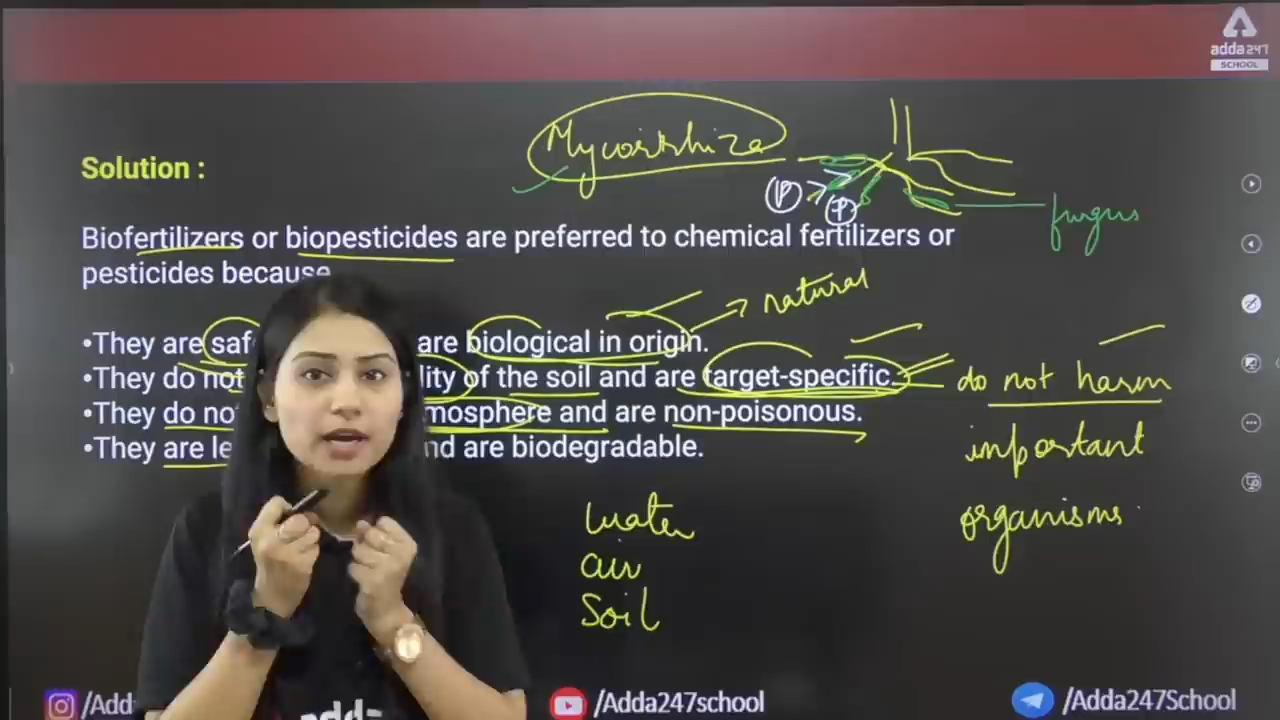 adda247
SCHOOL
Mycorrhiza
Solution :
fungus
Biofertilizers or biopesticides are preferred to chemical fertilizers or
pesticides because
natural
•They are saf are biological in origin.
•They do not lity of the soil and are target-specific. do not harm
•They do no mosphere and are non-poisonous.
important
•They are le nd are biodegradable.
water
organisms
air
Soil
/Add /Adda247school /Adda247School